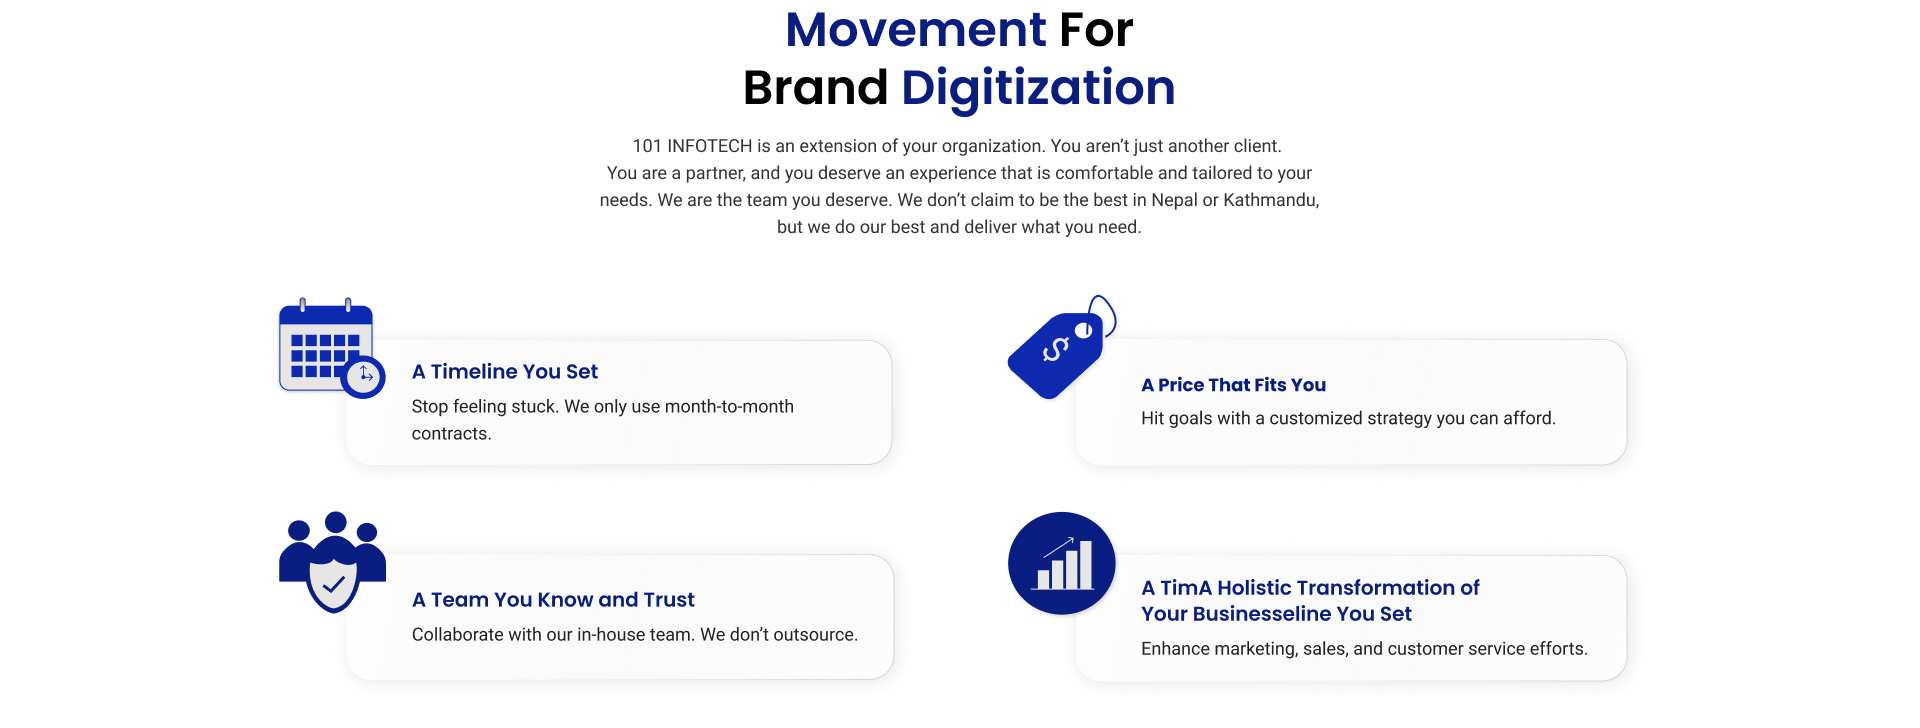 Movement For
Brand Digitization
101 INFOTECH is an extension of your organization. You aren’t just another client.
You are a partner, and you deserve an experience that is comfortable and tailored to your
needs. We are the team you deserve. We don’t claim to be the best in Nepal or Kathmandu,
but we do our best and deliver what you need.
A Timeline You Set
Stop feeling stuck. We only use month-to-month
contracts.
$
A Price That Fits You
Hit goals with a customized strategy you can afford.
A Team You Know and Trust
Collaborate with our in-house team. We don’t outsource.
A TimA Holistic Transformation of
Your Businesseline You Set
Enhance marketing, sales, and customer service efforts.